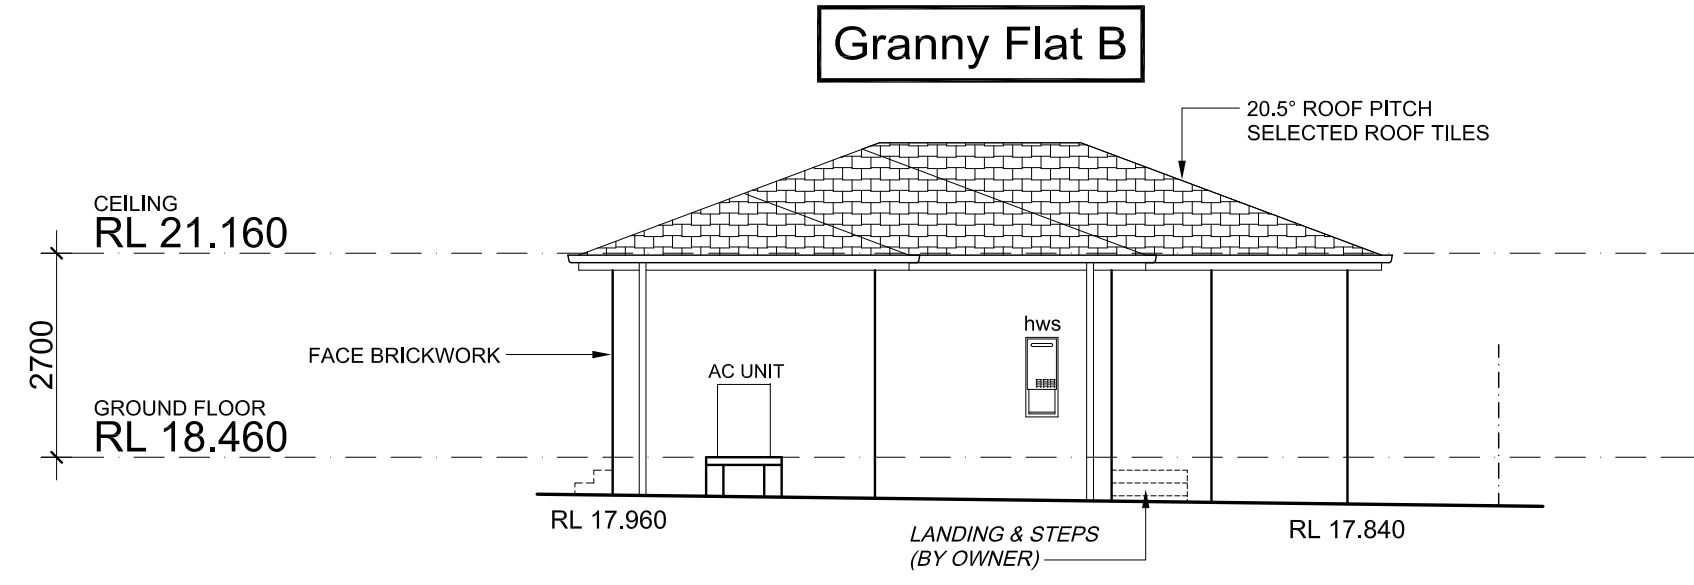 Granny Flat B
20.5° ROOF PITCH
SELECTED ROOF TILES
CEILING
RL 21.160
2700
FACE BRICKWORK
hws
AC UNIT
GROUND FLOOR
RL 18.460
RL 17.960
LANDING & STEPS
(BY OWNER)
RL 17.840